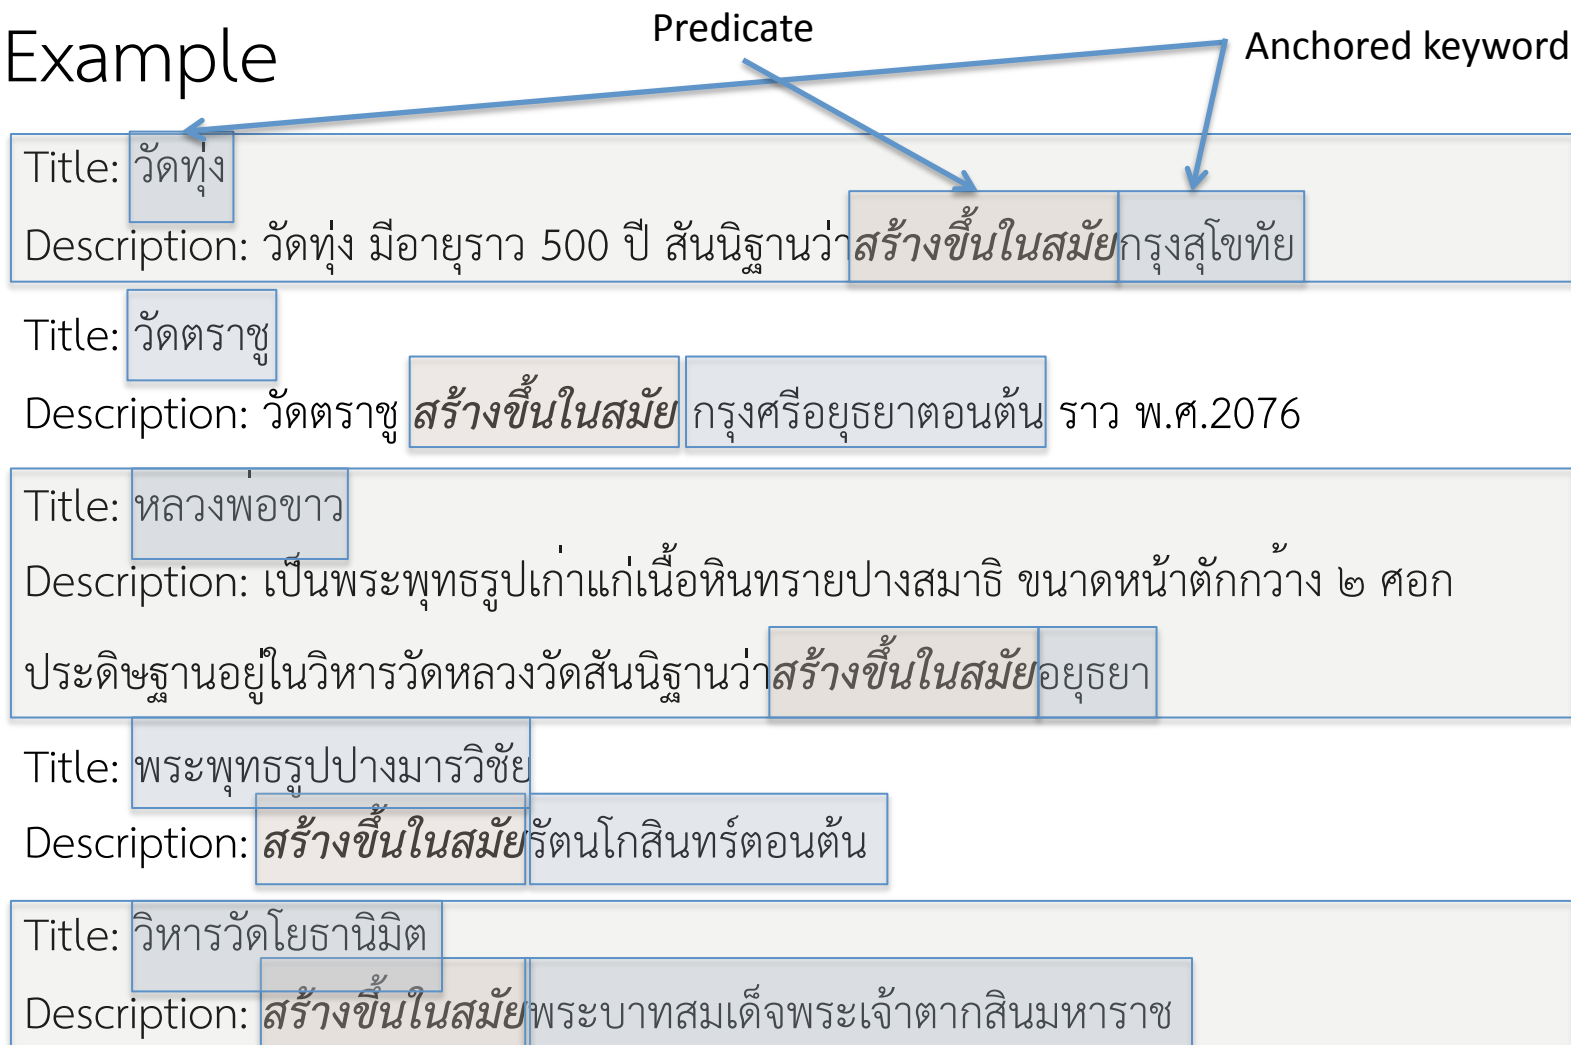 Example
Predicate
Anchored keyword
Title: วัดทุ่ง
Description: วัดทุ่ง มีอายุราว 500 ปี สันนิฐานว่าสร้างขึ้นในสมัยกรุงสุโขทัย
Title: วัดตราชู
Description: วัดตราชู สร้างขึ้นในสมัย กรุงศรีอยุธยาตอนต้น ราว พ.ศ.2076
Title: หลวงพ่อขาว
Description: เป็นพระพุทธรูปเก่าแก่เนื้อหินทรายปางสมาธิ ขนาดหน้าตักกว้าง ๒ ศอก
ประดิษฐานอยู่ในวิหารวัดหลวงวัดสันนิฐานว่าสร้างขึ้นในสมัยอยุธยา
Title: พระพุทธรูปปางมารวิชัย
Description: สร้างขึ้นในสมัยรัตนโกสินทร์ตอนต้น
Title: วิหารวัดโยธานิมิต
Description: สร้างขึ้นในสมัยพระบาทสมเด็จพระเจ้าตากสินมหาราช